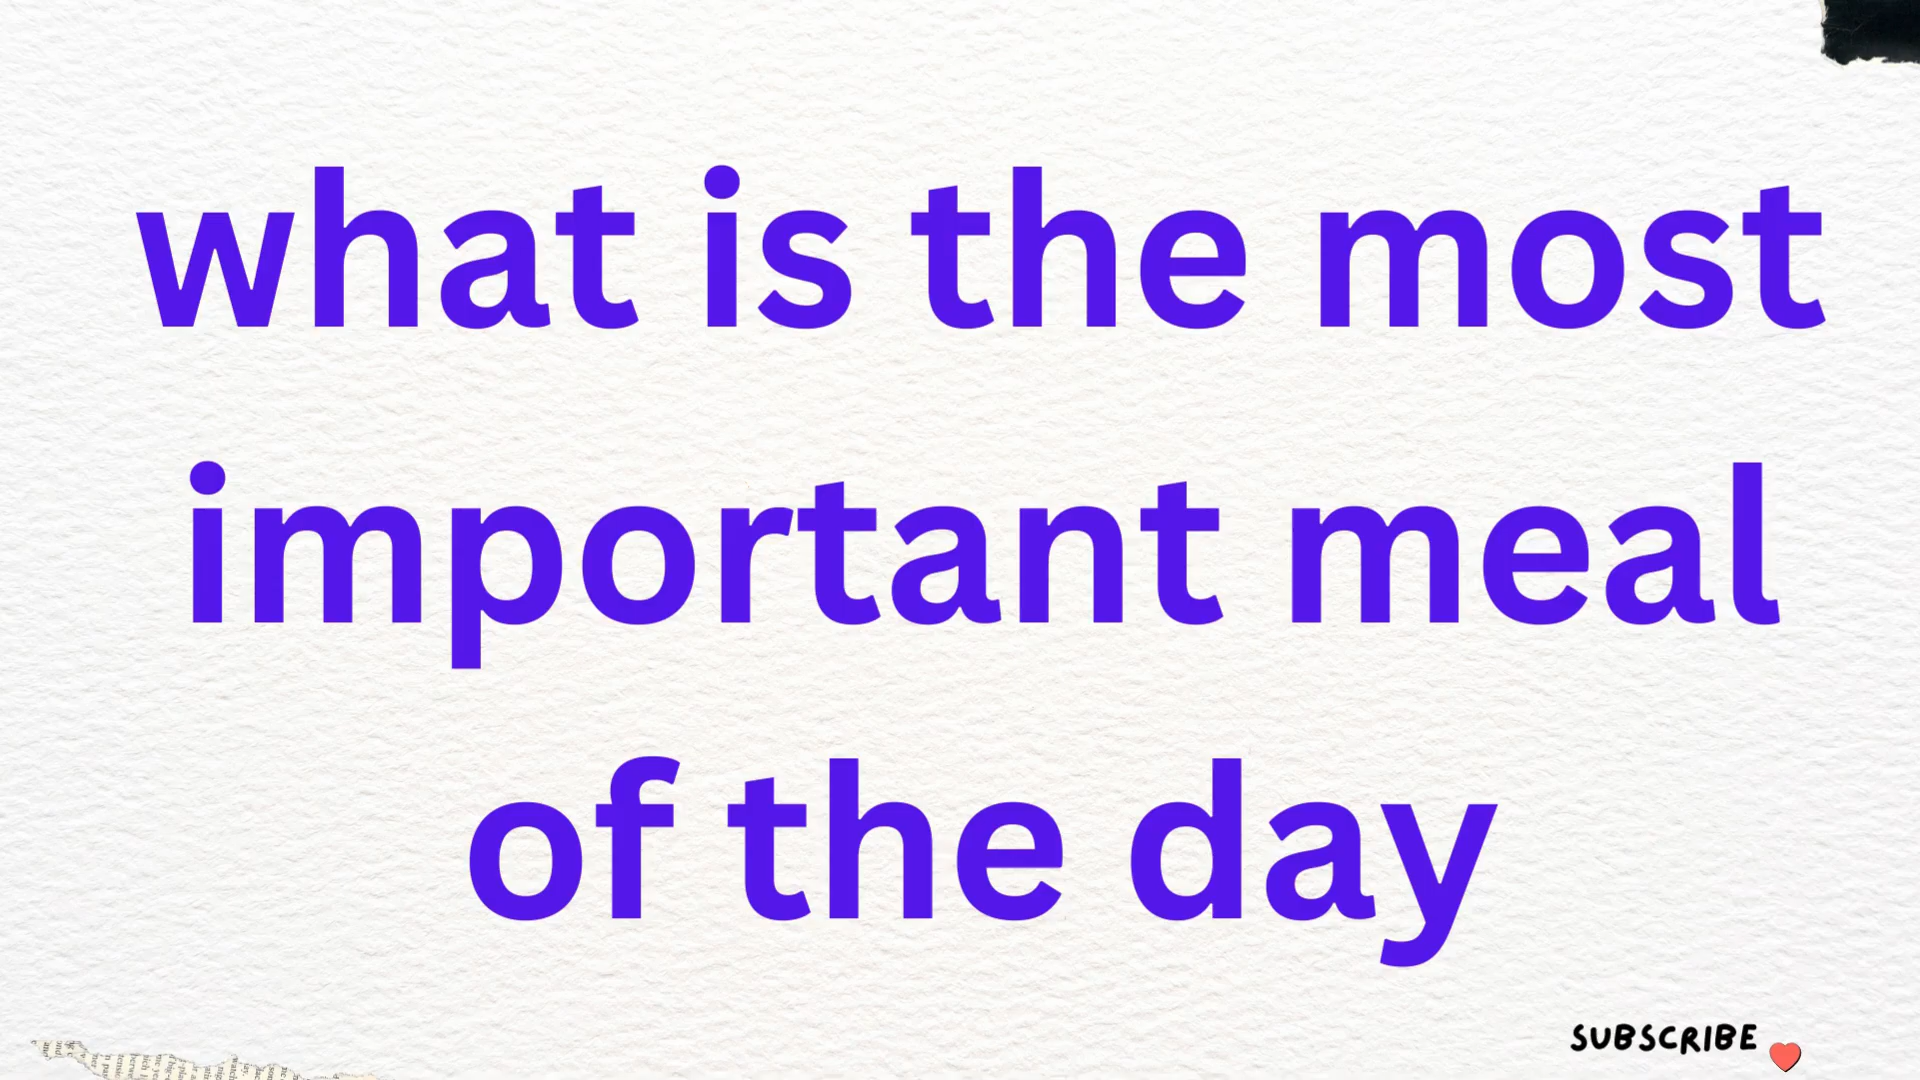 what is the most
important meal
of the day
SUBSCRIBE